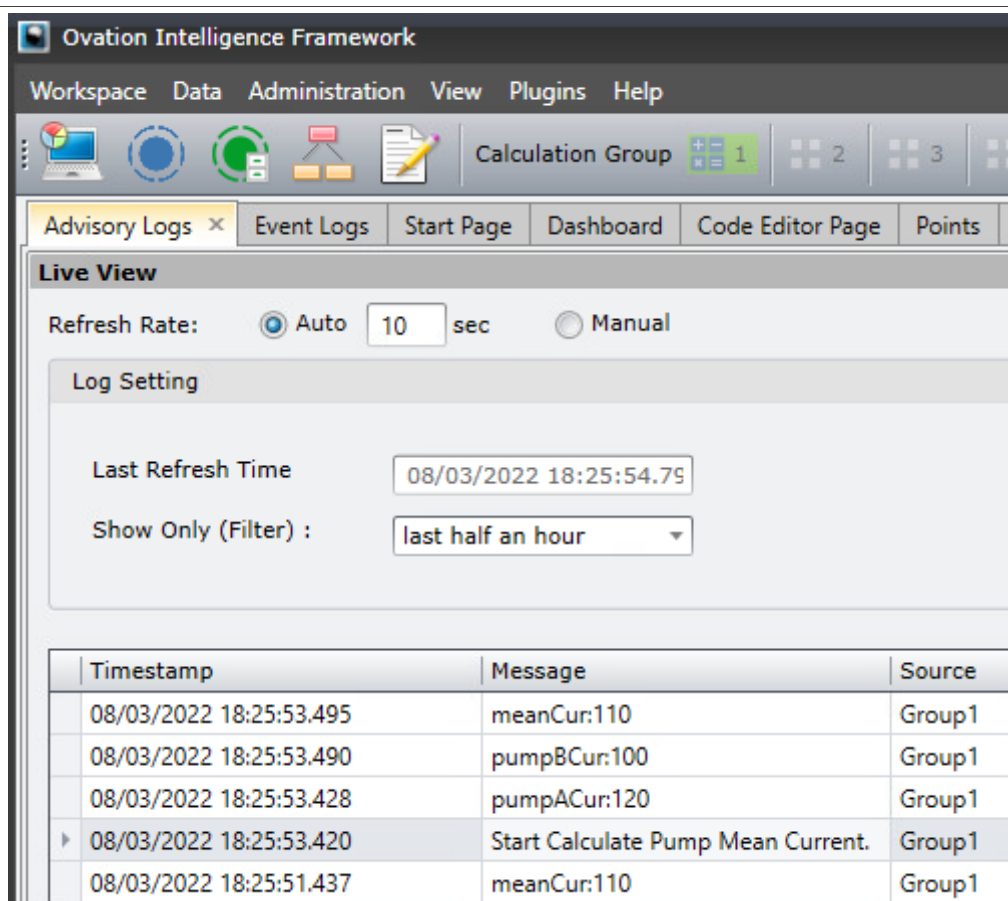 Ovation Intelligence Framework
Workspace Data Administration View Plugins Help
Calculation Group 1 2 3
Advisory Logs × Event Logs Start Page Dashboard Code Editor Page Points
Live View
Refresh Rate: Auto 10 sec Manual
Log Setting
Last Refresh Time 08/03/2022 18:25:54.79
Show Only (Filter) : last half an hour
Timestamp Message Source
08/03/2022 18:25:53.495 meanCur:110 Group1
08/03/2022 18:25:53.490 pumpBCur:100 Group1
08/03/2022 18:25:53.428 pumpACur:120 Group1
08/03/2022 18:25:53.420 Start Calculate Pump Mean Current. Group1
08/03/2022 18:25:51.437 meanCur:110 Group1